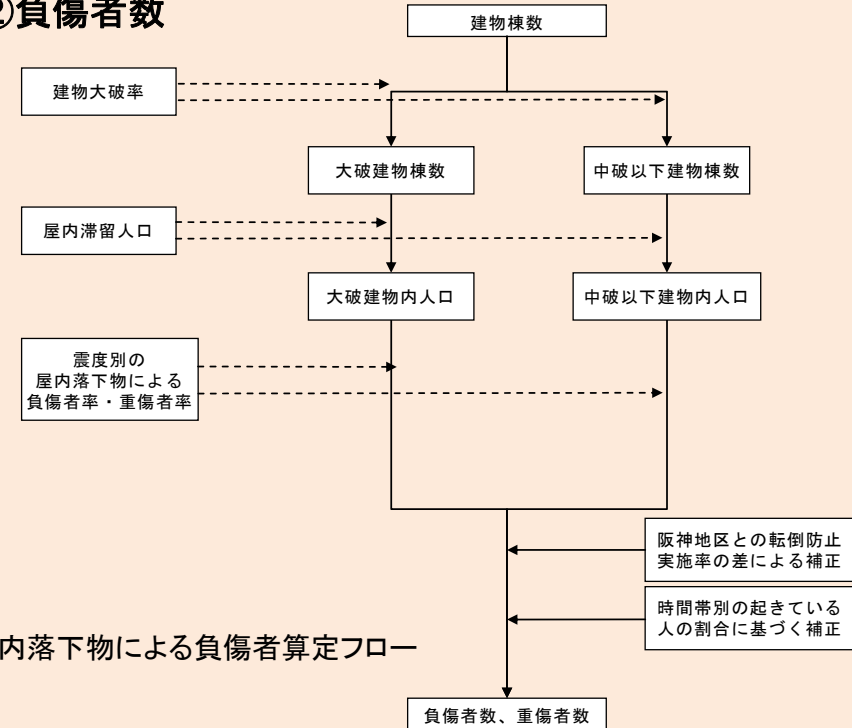 ②負傷者数
建物棟数
建物大破率
大破建物棟数
中破以下建物棟数
屋内滞留人口
大破建物内人口
中破以下建物内人口
震度別の
屋内落下物による
負傷者率・重傷者率
阪神地区との転倒防止
実施率の差による補正
時間帯別の起きている
人の割合に基づく補正
内落下物による負傷者算定フロー
負傷者数、重傷者数